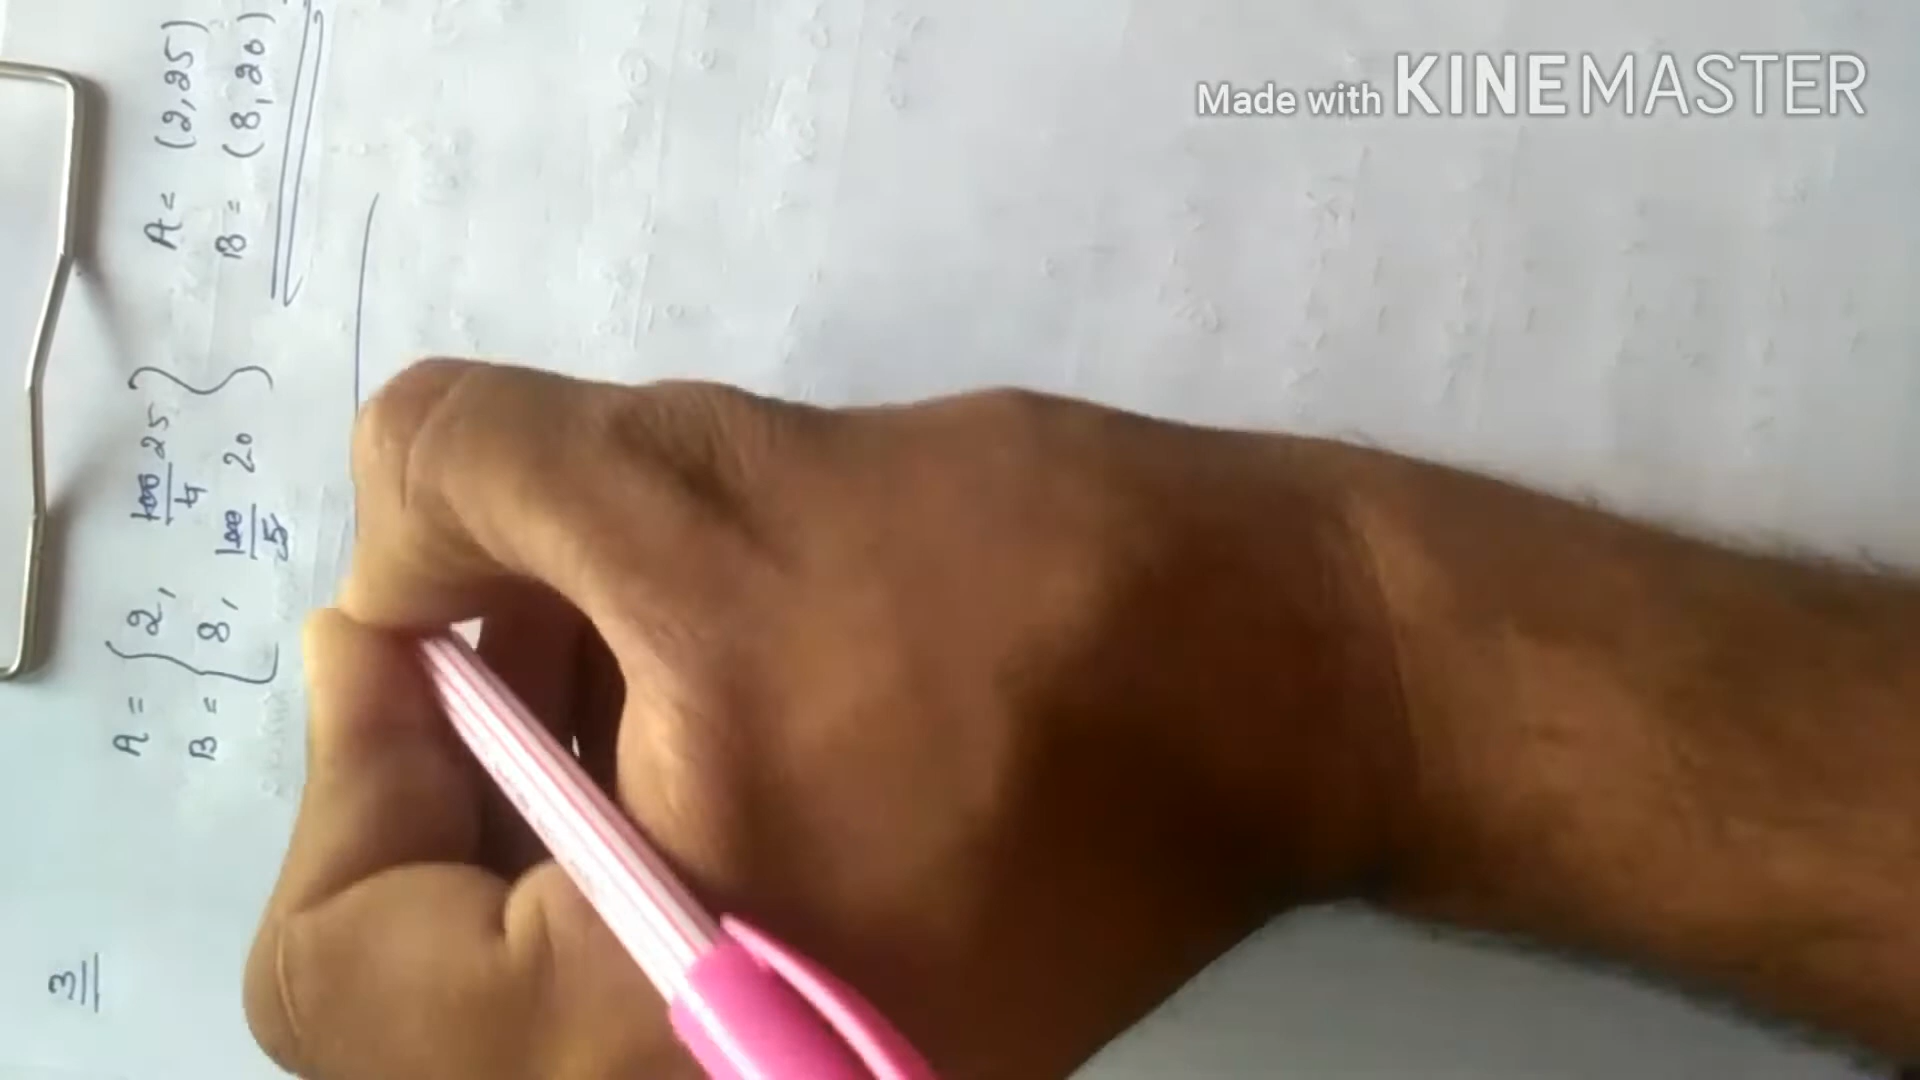 Made with KINEMASTER
3
A = { 2, 100/4 25 } A = (2, 25)
B = { 8, 100/5 20 } B = (8, 20)